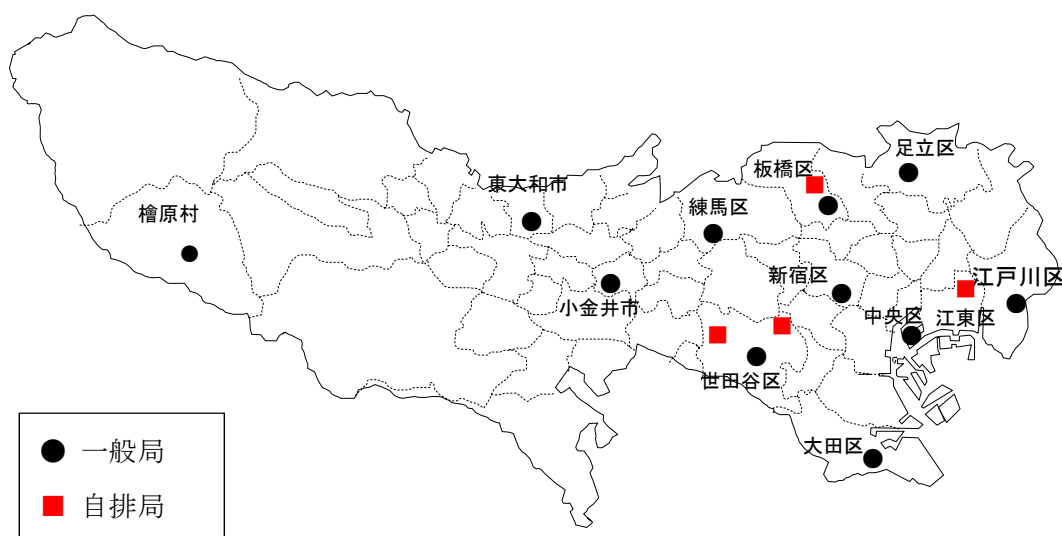 足立区
板橋区
東大和市
練馬区
檜原村
新宿区
江戸川区
小金井市
中央区
江東区
世田谷区
大田区
一般局
自排局